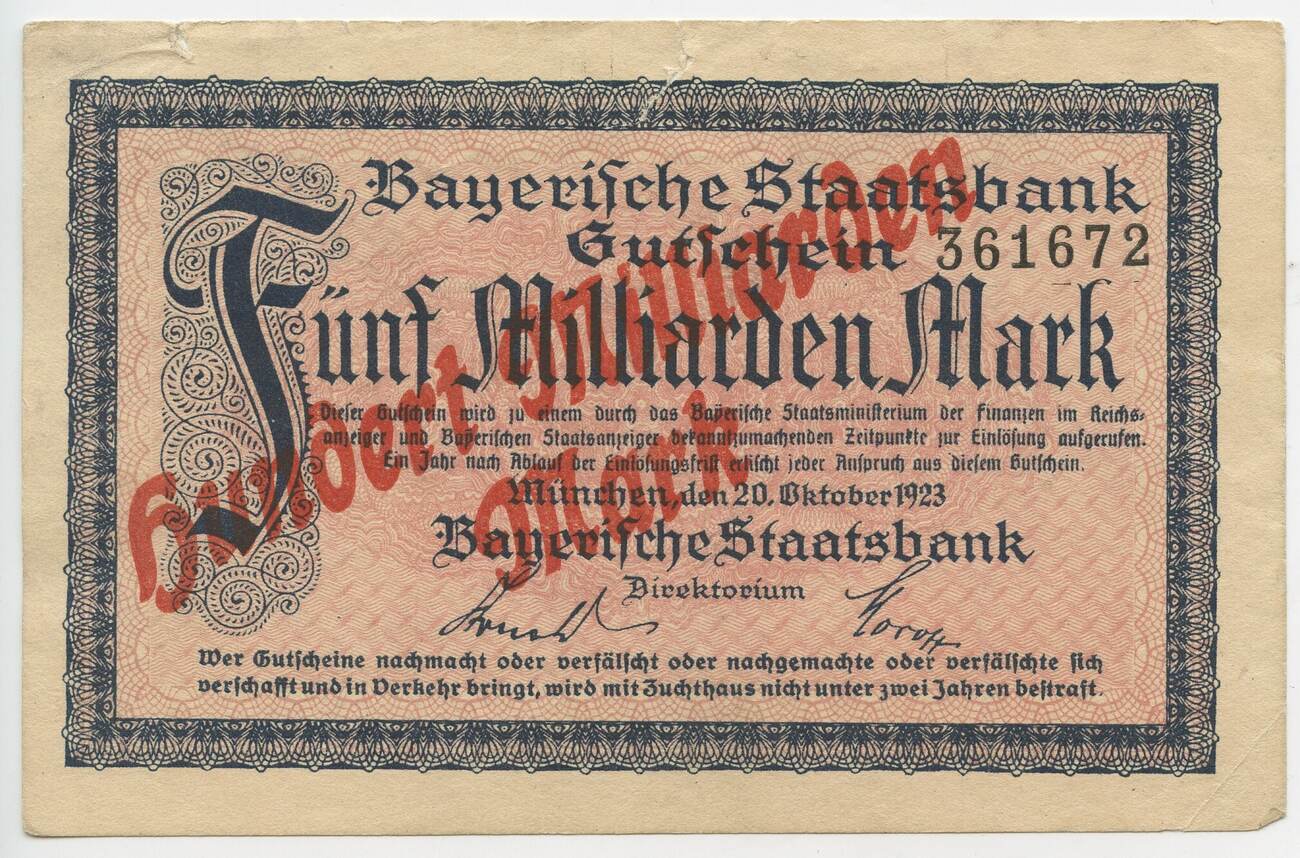 Bayerische Staatsbank
Gutschein 361672
Fünf Milliarden Mark
Dieser Gutschein wird zu einem durch das Bayerische Staatsministerium der Finanzen im Reichs-
anzeiger und Bayerischen Staatsanzeiger bekanntzumachenden Zeitpunkte zur Einlösung aufgerufen.
Ein Jahr nach Ablauf der Einlösungsfrist erlischt jeder Anspruch aus diesem Gutschein.
München, den 20. Oktober 1923
Bayerische Staatsbank
Direktorium
Wer Gutscheine nachmacht oder verfälscht oder nachgemachte oder verfälschte sich
verschafft und in Verkehr bringt, wird mit Zuchthaus nicht unter zwei Jahren bestraft.
Hundert Milliarden
Mark